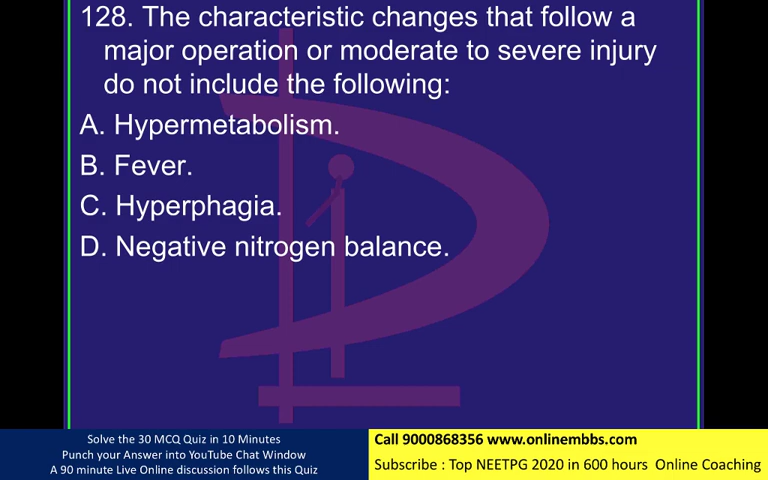 128. The characteristic changes that follow a
major operation or moderate to severe injury
do not include the following:
A. Hypermetabolism.
B. Fever.
C. Hyperphagia.
D. Negative nitrogen balance.
Solve the 30 MCQ Quiz in 10 Minutes
Punch your Answer into YouTube Chat Window
A 90 minute Live Online discussion follows this Quiz
Call 9000868356 www.onlinembbs.com
Subscribe : Top NEETPG 2020 in 600 hours Online Coaching